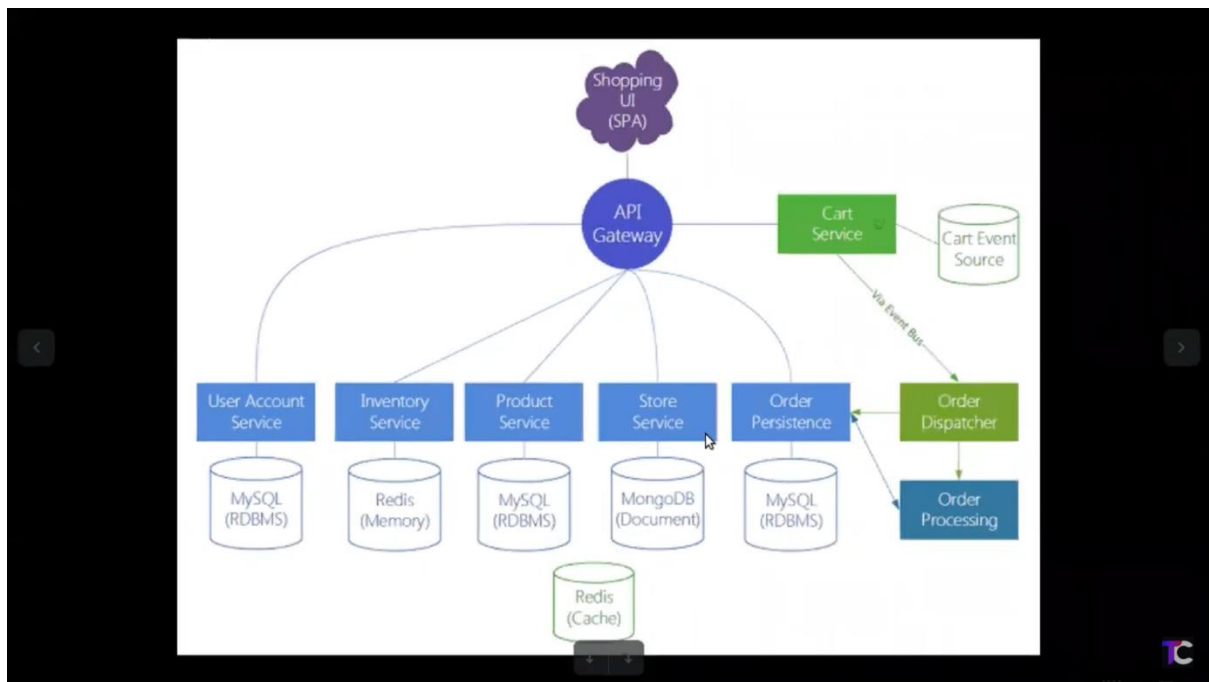 Shopping
UI
(SPA)
API
Gateway
Cart
Service
Cart Event
Source
Via Event Bus
User Account
Service
Inventory
Service
Product
Service
Store
Service
Order
Persistence
Order
Dispatcher
MySQL
(RDBMS)
Redis
(Memory)
MySQL
(RDBMS)
MongoDB
(Document)
MySQL
(RDBMS)
Order
Processing
Redis
(Cache)
TC